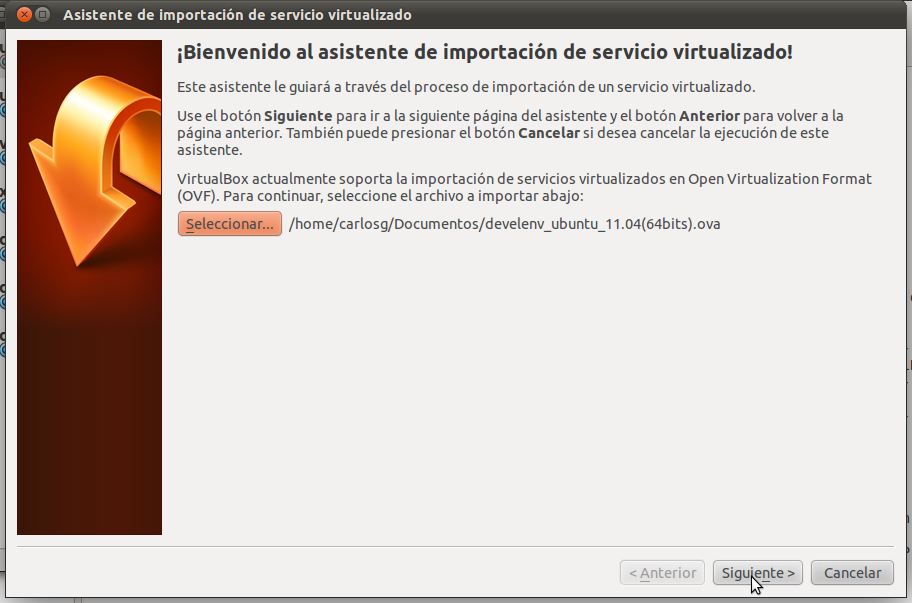 Asistente de importación de servicio virtualizado
¡Bienvenido al asistente de importación de servicio virtualizado!
Este asistente le guiará a través del proceso de importación de un servicio virtualizado.
Use el botón Siguiente para ir a la siguiente página del asistente y el botón Anterior para volver a la
página anterior. También puede presionar el botón Cancelar si desea cancelar la ejecución de este
asistente.
VirtualBox actualmente soporta la importación de servicios virtualizados en Open Virtualization Format
(OVF). Para continuar, seleccione el archivo a importar abajo:
Seleccionar... /home/carlosg/Documentos/develenv_ubuntu_11.04(64bits).ova
< Anterior Siguiente > Cancelar